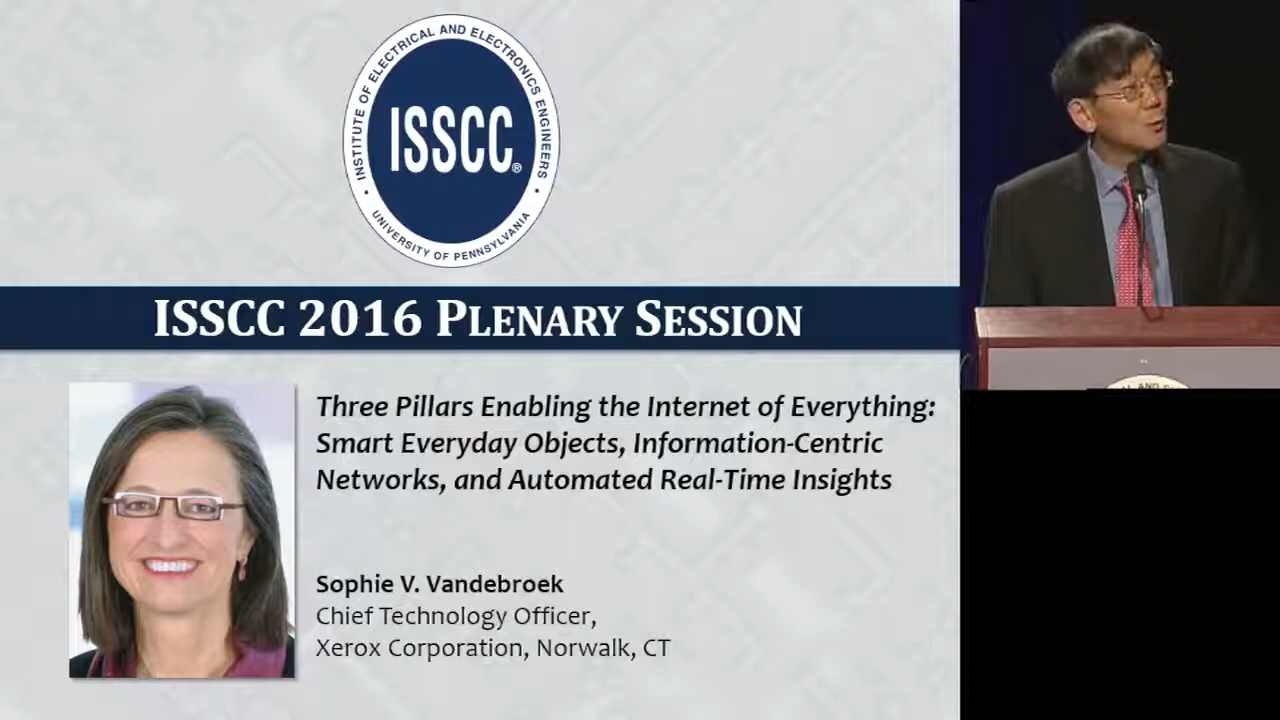 INSTITUTE OF ELECTRICAL AND ELECTRONICS ENGINEERS
ISSCC®
UNIVERSITY OF PENNSYLVANIA
ISSCC 2016 PLENARY SESSION
Three Pillars Enabling the Internet of Everything:
Smart Everyday Objects, Information-Centric
Networks, and Automated Real-Time Insights
Sophie V. Vandebroek
Chief Technology Officer,
Xerox Corporation, Norwalk, CT
AND